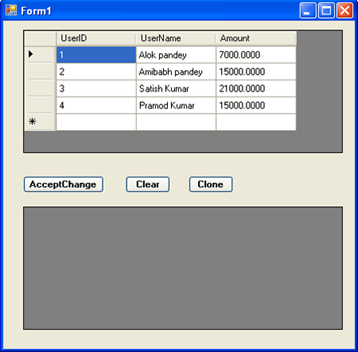 Form1
UserID UserName Amount
1 Alok pandey 7000.0000
2 Amibabh pandey 15000.0000
3 Satish Kumar 21000.0000
4 Pramod Kumar 15000.0000
AcceptChange Clear Clone